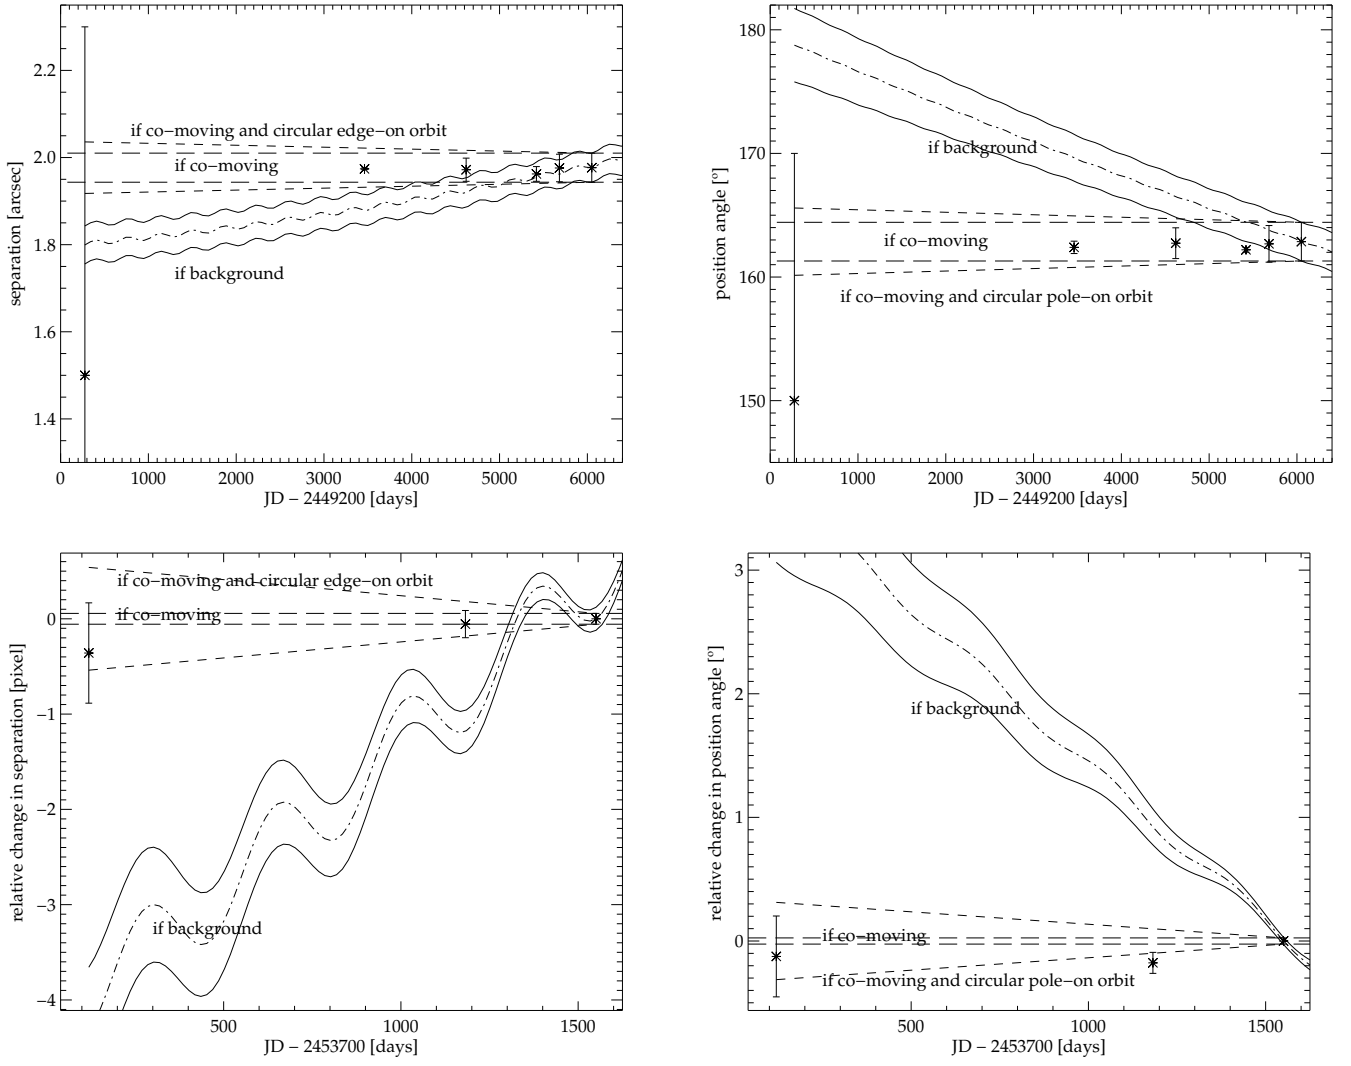 2.2
2.0
1.8
1.6
1.4
separation [arcsec]
if co−moving and circular edge−on orbit
if co−moving
if background
0 1000 2000 3000 4000 5000 6000
JD − 2449200 [days]
180
170
160
150
position angle [°]
if background
if co−moving
if co−moving and circular pole−on orbit
0 1000 2000 3000 4000 5000 6000
JD − 2449200 [days]
0
−1
−2
−3
−4
relative change in separation [pixel]
if co−moving and circular edge−on orbit
if co−moving
if background
500 1000 1500
JD − 2453700 [days]
3
2
1
0
relative change in position angle [°]
if background
if co−moving
if co−moving and circular pole−on orbit
500 1000 1500
JD − 2453700 [days]